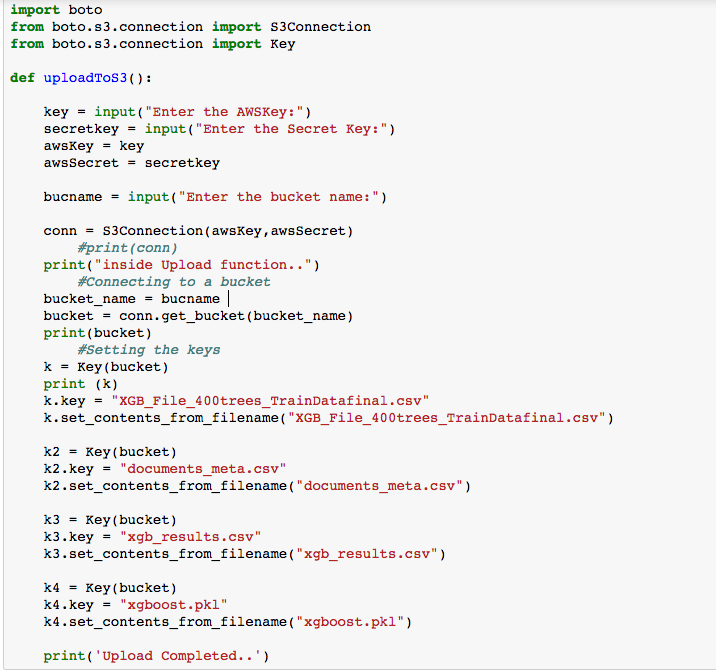 import boto
from boto.s3.connection import S3Connection
from boto.s3.connection import Key

def uploadToS3():

    key = input("Enter the AWSKey:")
    secretkey = input("Enter the Secret Key:")
    awsKey = key
    awsSecret = secretkey

    bucname = input("Enter the bucket name:")

    conn = S3Connection(awsKey,awsSecret)
        #print(conn)
    print("inside Upload function..")
        #Connecting to a bucket
    bucket_name = bucname
    bucket = conn.get_bucket(bucket_name)
    print(bucket)
        #Setting the keys
    k = Key(bucket)
    print (k)
    k.key = "XGB_File_400trees_TrainDatafinal.csv"
    k.set_contents_from_filename("XGB_File_400trees_TrainDatafinal.csv")

    k2 = Key(bucket)
    k2.key = "documents_meta.csv"
    k2.set_contents_from_filename("documents_meta.csv")

    k3 = Key(bucket)
    k3.key = "xgb_results.csv"
    k3.set_contents_from_filename("xgb_results.csv")

    k4 = Key(bucket)
    k4.key = "xgboost.pkl"
    k4.set_contents_from_filename("xgboost.pkl")

    print('Upload Completed..')